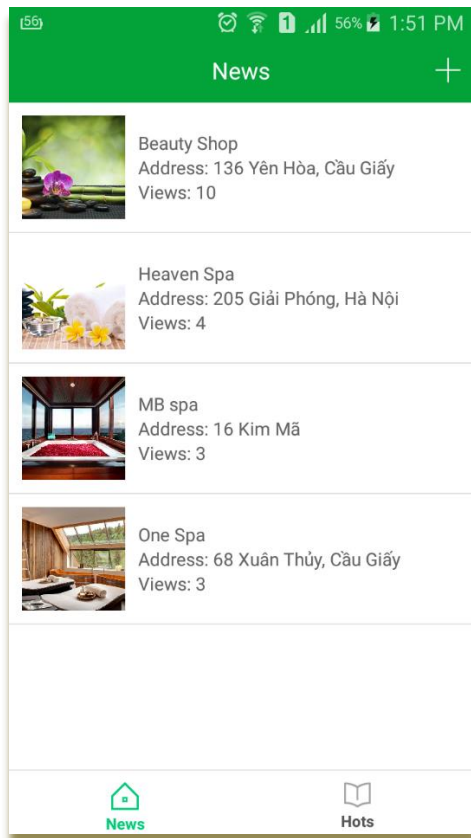 56 1 56% 1:51 PM
News
Beauty Shop
Address: 136 Yên Hòa, Cầu Giấy
Views: 10
Heaven Spa
Address: 205 Giải Phóng, Hà Nội
Views: 4
MB spa
Address: 16 Kim Mã
Views: 3
One Spa
Address: 68 Xuân Thủy, Cầu Giấy
Views: 3
News Hots